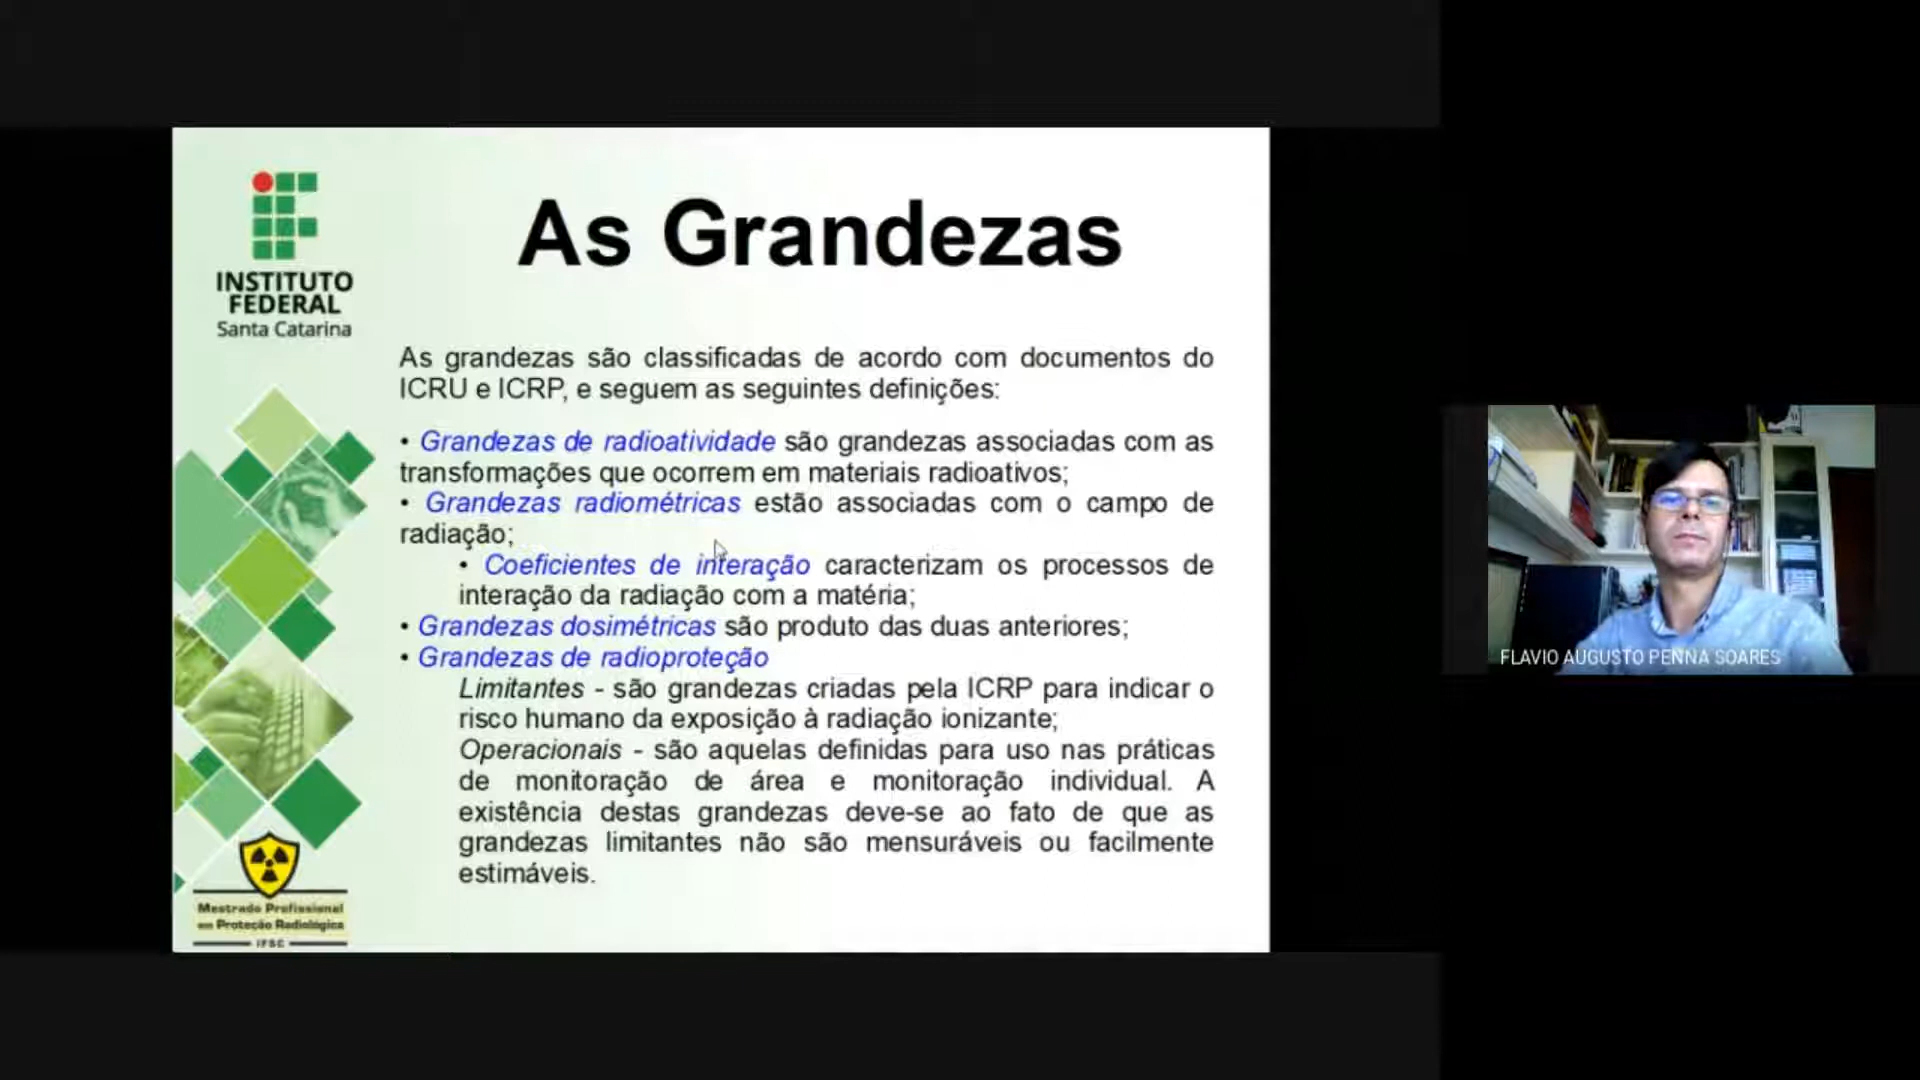 INSTITUTO
FEDERAL
Santa Catarina
As Grandezas
As grandezas são classificadas de acordo com documentos do
ICRU e ICRP, e seguem as seguintes definições:
• Grandezas de radioatividade são grandezas associadas com as
transformações que ocorrem em materiais radioativos;
• Grandezas radiométricas estão associadas com o campo de
radiação;
• Coeficientes de interação caracterizam os processos de
interação da radiação com a matéria;
• Grandezas dosimétricas são produto das duas anteriores;
• Grandezas de radioproteção
Limitantes - são grandezas criadas pela ICRP para indicar o
risco humano da exposição à radiação ionizante;
Operacionais - são aquelas definidas para uso nas práticas
de monitoração de área e monitoração individual. A
existência destas grandezas deve-se ao fato de que as
grandezas limitantes não são mensuráveis ou facilmente
estimáveis.
Mestrado Profissional
em Proteção Radiológica
IFSC
FLAVIO AUGUSTO PENNA SOARES